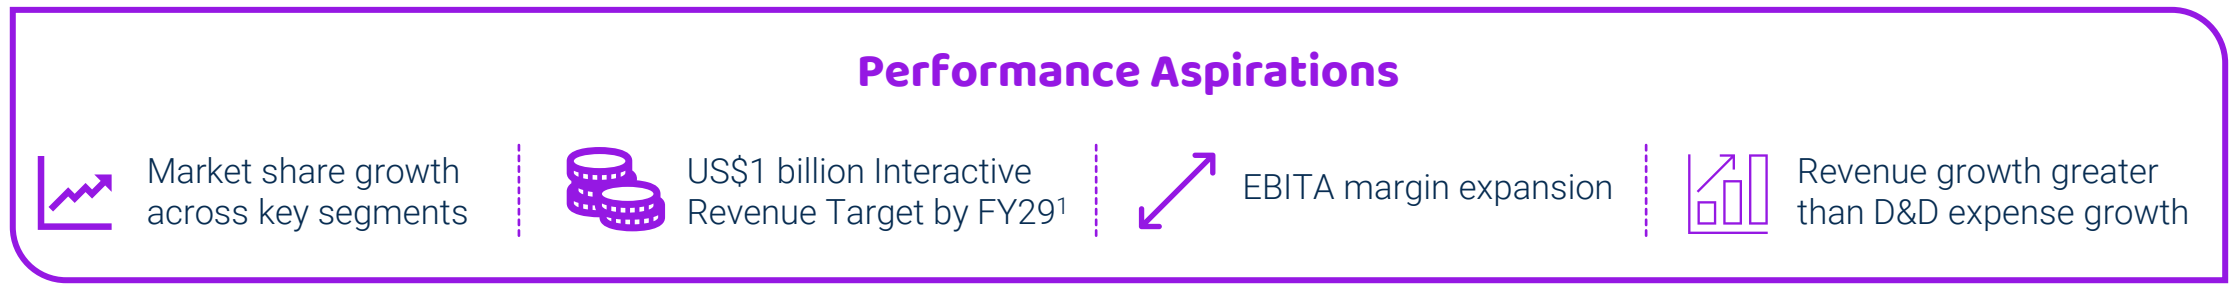 Performance Aspirations
Market share growth
across key segments
US$1 billion Interactive
Revenue Target by FY29¹
EBITA margin expansion
Revenue growth greater
than D&D expense growth